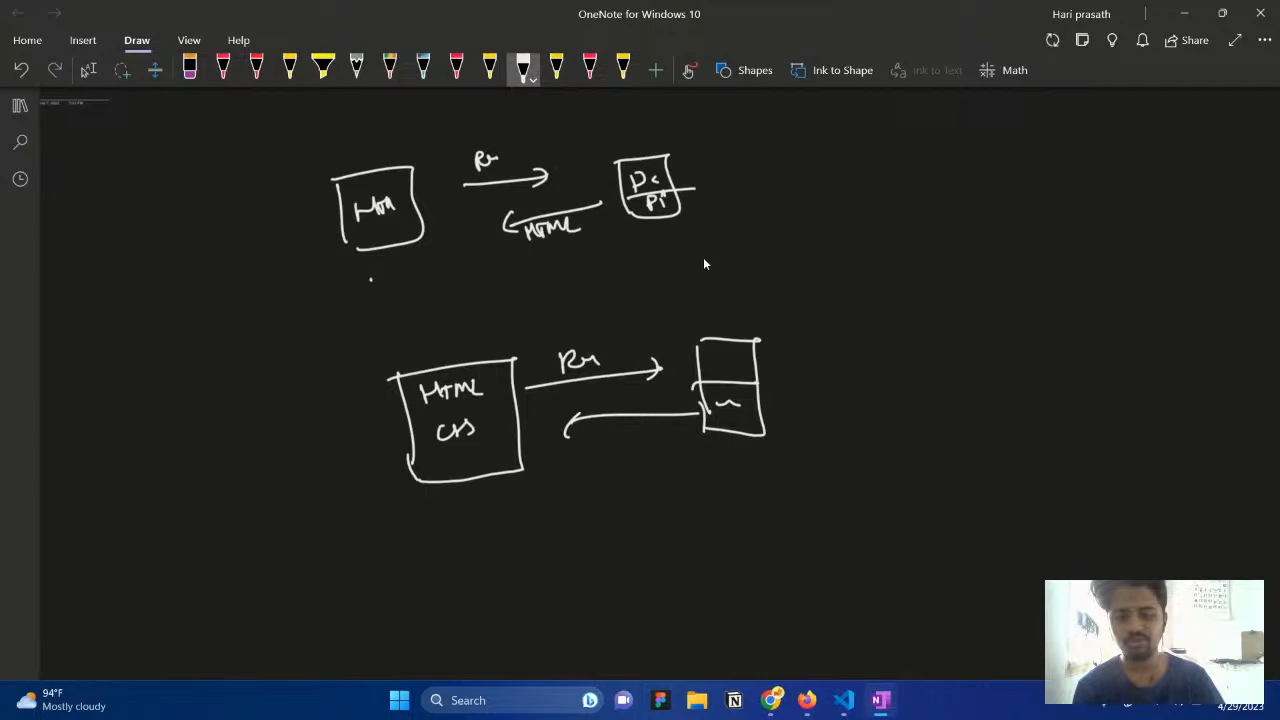 OneNote for Windows 10
Hari prasath
Home
Insert
Draw
View
Help
Share
Shapes
Ink to Shape
Ink to Text
Math
HTML
HTML
CSS
94°F
Mostly cloudy
Search